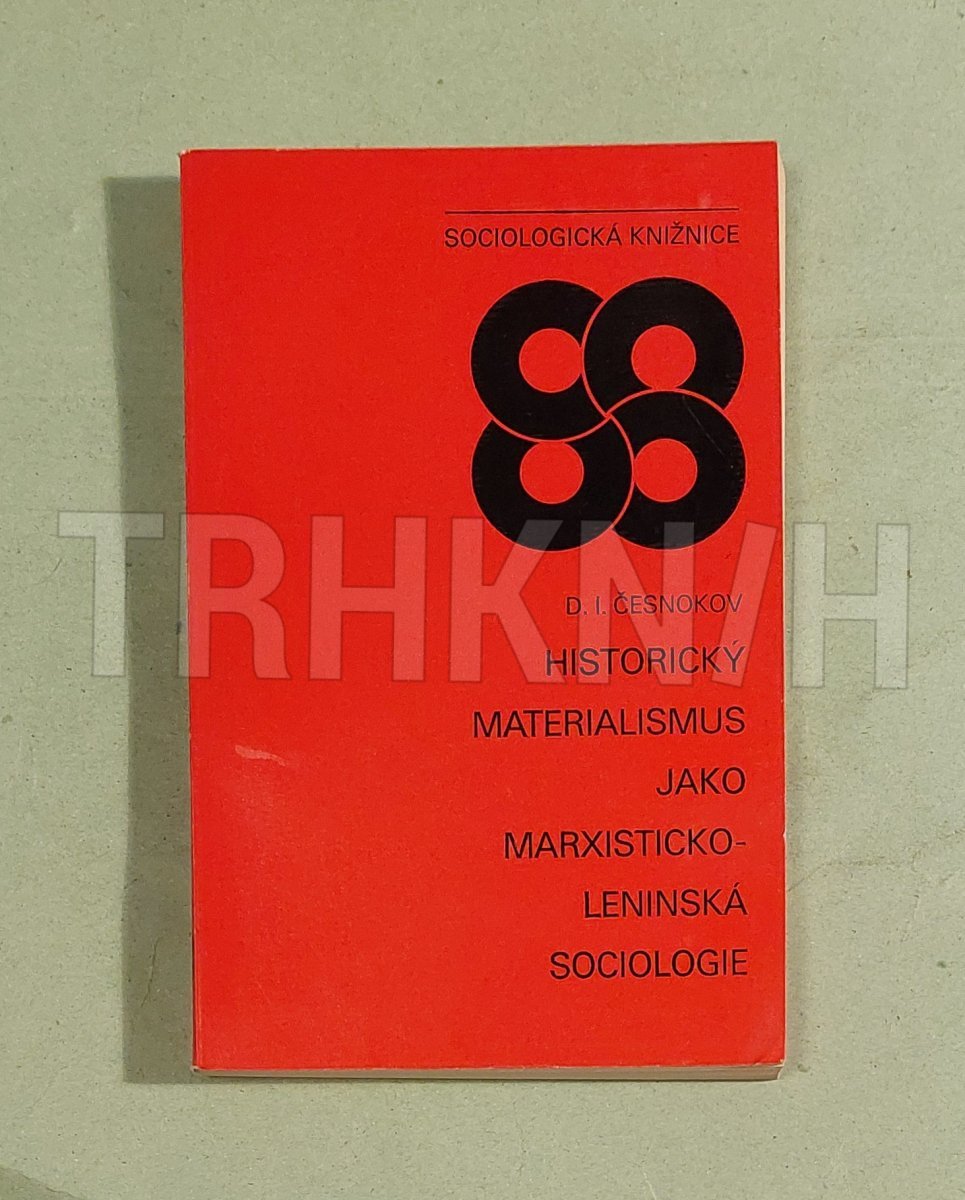 SOCIOLOGICKÁ KNIŽNICE
TRHKNIH
D. I. ČESNOKOV
HISTORICKÝ
MATERIALISMUS
JAKO
MARXISTICKO-
LENINSKÁ
SOCIOLOGIE